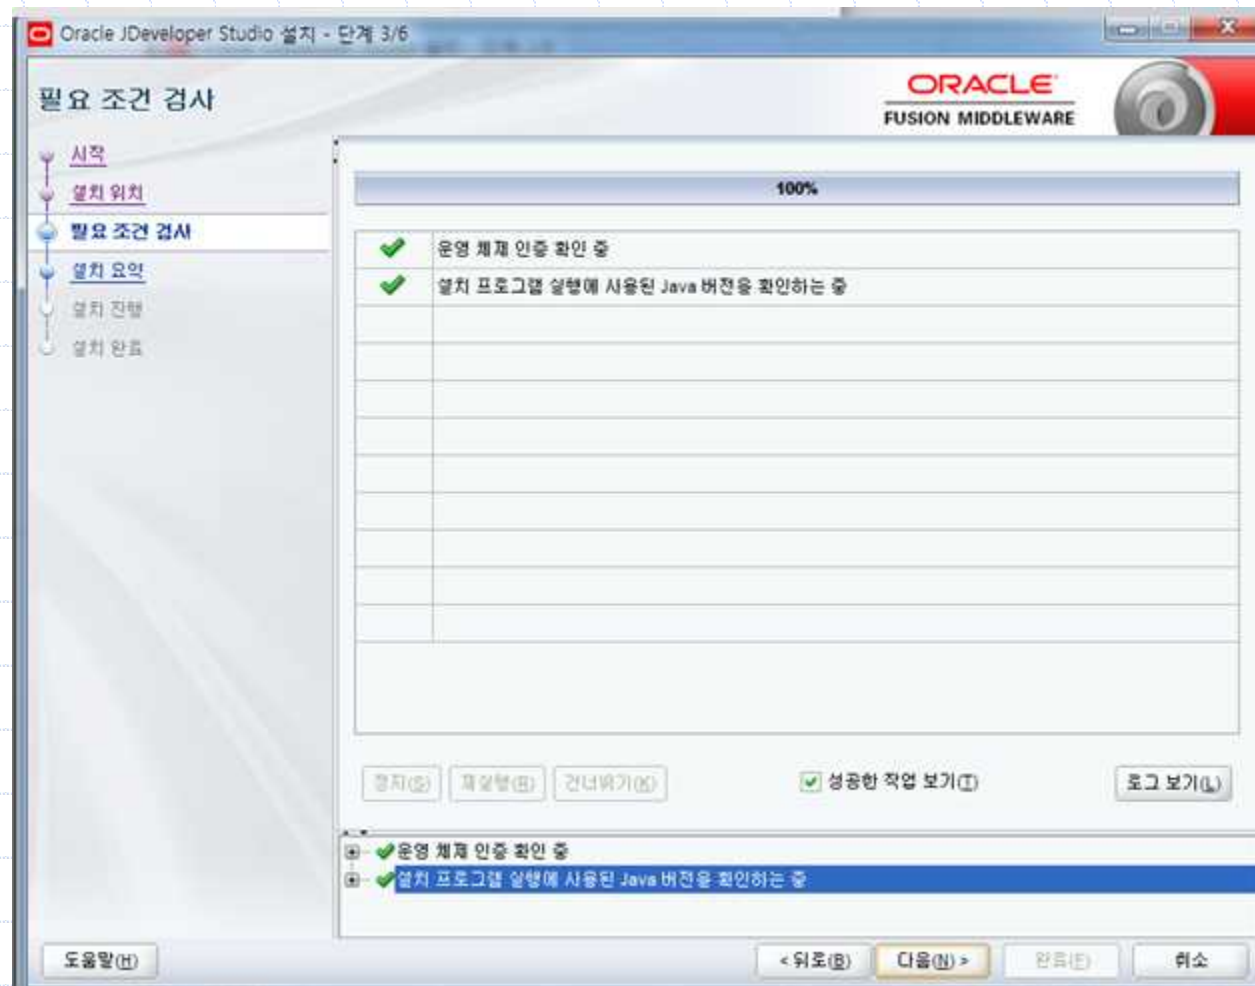 Oracle JDeveloper Studio 설치 - 단계 3/6
필요 조건 검사
ORACLE
FUSION MIDDLEWARE
시작
설치 위치
필요 조건 검사
설치 요약
설치 진행
설치 완료
100%
운영 체제 인증 확인 중
설치 프로그램 실행에 사용된 Java 버전을 확인하는 중
정지(S)
재실행(R)
건너뛰기(K)
성공한 작업 보기(T)
로그 보기(L)
운영 체제 인증 확인 중
설치 프로그램 실행에 사용된 Java 버전을 확인하는 중
도움말(H)
< 뒤로(B)
다음(N) >
완료(F)
취소